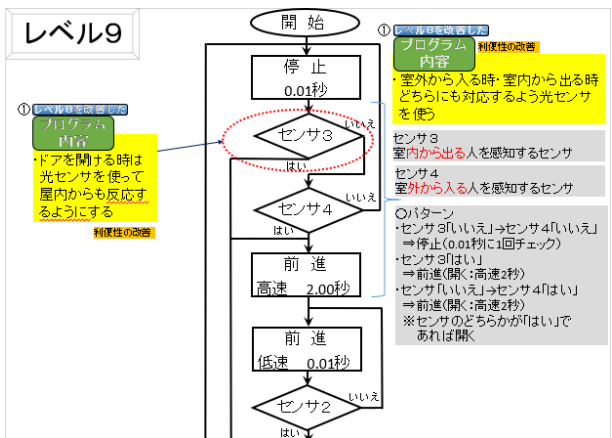 レベル９
開 始
停 止
0.01秒
センサ３
いいえ
はい
センサ４
いいえ
はい
前 進
高速 2.00秒
前 進
低速 0.01秒
いいえ
センサ２
はい
①レベル８を改善した
プログラム
内容
・ドアを開ける時は
光センサを使って
屋内からも反応す
るようにする
利便性の改善
①レベル８を改善した
プログラム
内容
利便性の改善
・室外から入る時・室内から出る時
どちらにも対応するよう光センサ
を使う
センサ３
室内から出る人を感知するセンサ
センサ４
室外から入る人を感知するセンサ
○パターン
・センサ３「いいえ」→センサ４「いいえ」
⇒停止(0.01秒に1回チェック)
・センサ３「はい」
⇒前進(開く：高速2秒)
・センサ「いいえ」→センサ４「はい」
⇒前進(開く：高速2秒)
※センサのどちらかが「はい」で
あれば開く